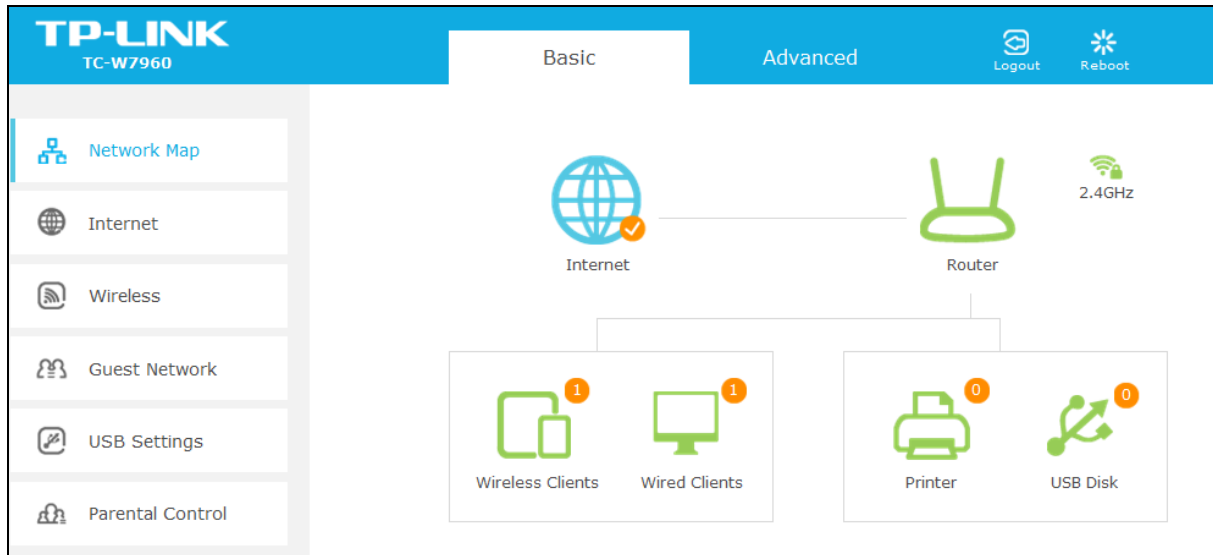 TP-LINK
TC-W7960
Basic
Advanced
Logout
Reboot
Network Map
Internet
Wireless
Guest Network
USB Settings
Parental Control
2.4GHz
Internet
Router
1
1
0
0
Wireless Clients
Wired Clients
Printer
USB Disk